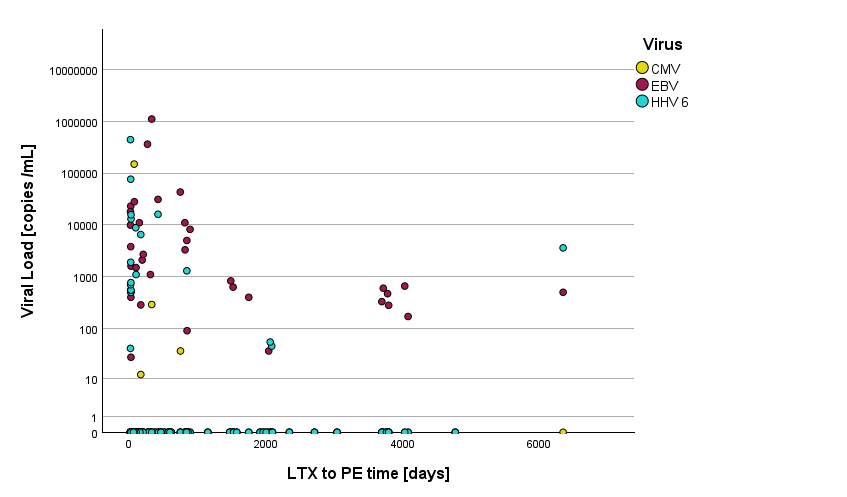 Virus
CMV
EBV
HHV 6
10000000
1000000
100000
10000
1000
100
10
1
0
Viral Load [copies /mL]
0 2000 4000 6000
LTX to PE time [days]